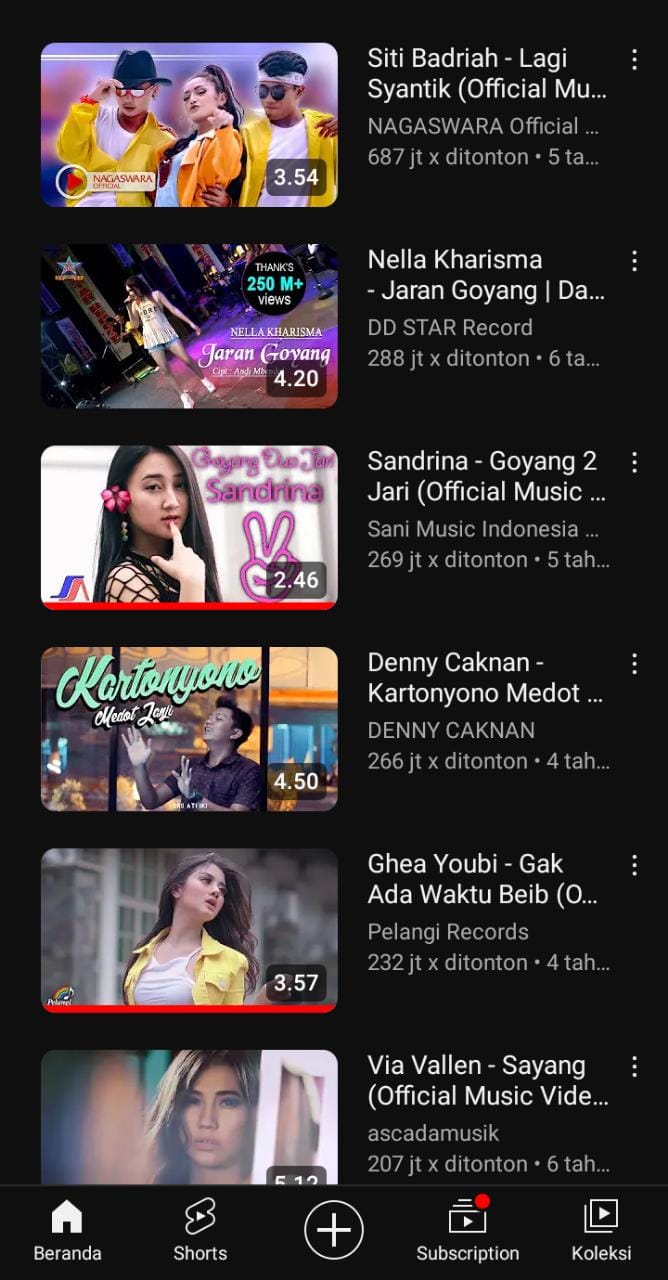 Siti Badriah - Lagi
Syantik (Official Mu...
NAGASWARA Official ...
687 jt x ditonton • 5 ta...
NAGASWARA
OFFICIAL
3.54
THANK'S
250 M+
views
NELLA KHARISMA
Jaran Goyang
Cipt : Andi
4.20
Nella Kharisma
- Jaran Goyang | Da...
DD STAR Record
288 jt x ditonton • 6 ta...
Goyang Dua Jari
Sandrina
2.46
Sandrina - Goyang 2
Jari (Official Music ...
Sani Music Indonesia ...
269 jt x ditonton • 5 tah...
Kartonyono
Medot Janji
4.50
Denny Caknan -
Kartonyono Medot ...
DENNY CAKNAN
266 jt x ditonton • 4 tah...
Pelangi
3.57
Ghea Youbi - Gak
Ada Waktu Beib (O...
Pelangi Records
232 jt x ditonton • 4 tah...
5.12
Via Vallen - Sayang
(Official Music Vide...
ascadamusik
207 jt x ditonton • 6 tah...
Beranda
Shorts
Subscription
Koleksi